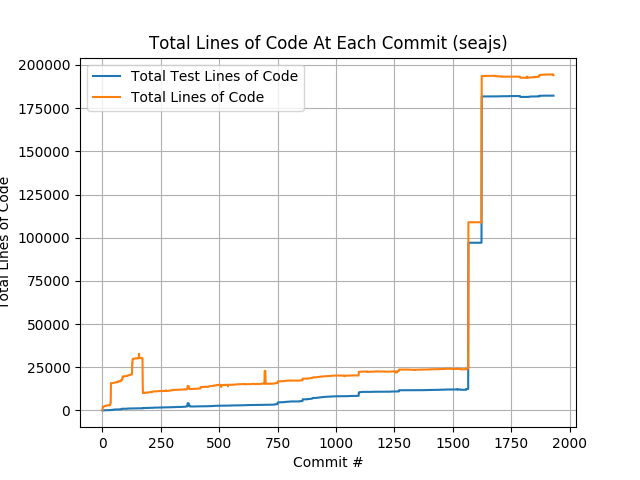 Total Lines of Code At Each Commit (seajs)
200000
175000
150000
125000
100000
75000
50000
25000
0
Total Lines of Code
Total Test Lines of Code
Total Lines of Code
0 250 500 750 1000 1250 1500 1750 2000
Commit #